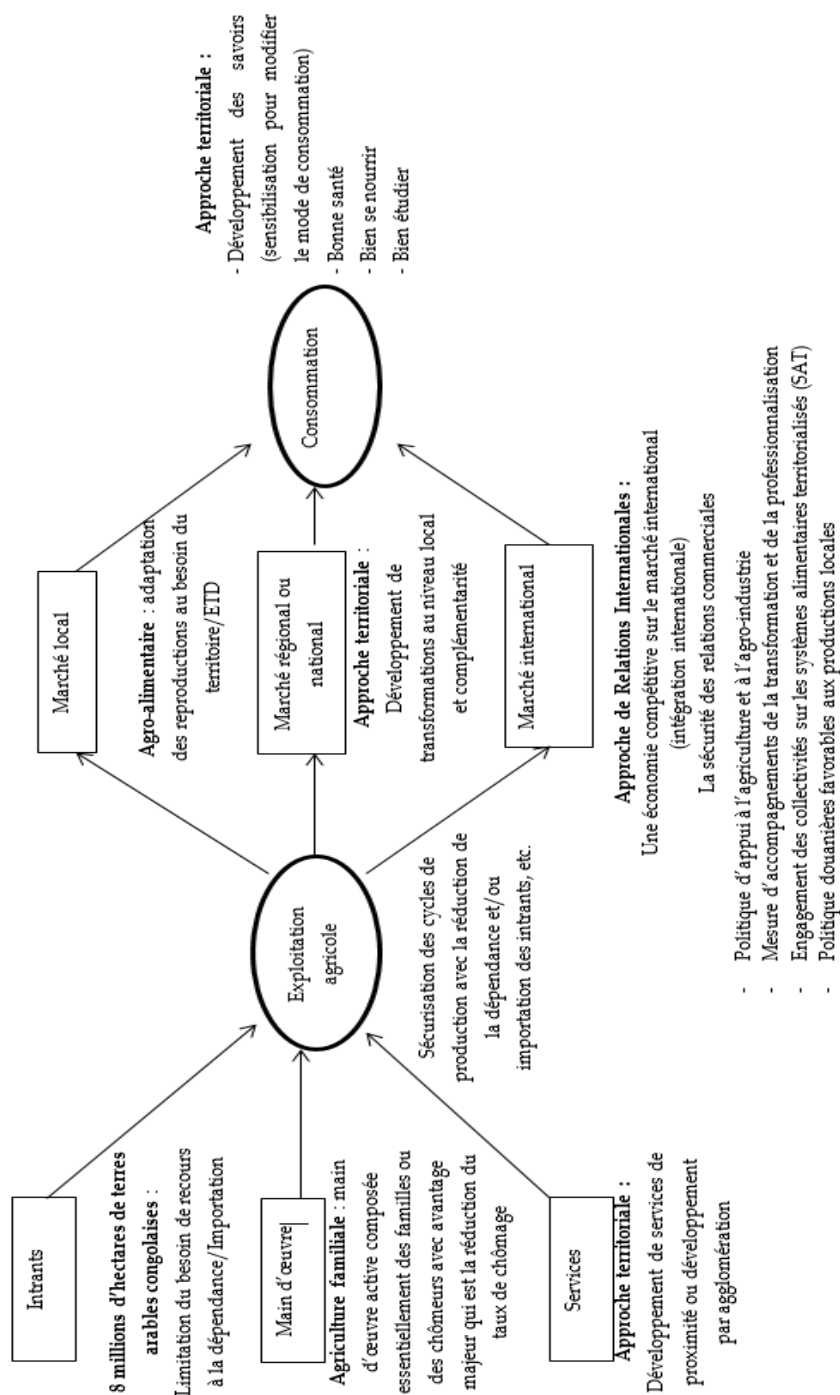 Intrants
8 millions d'hectares de terres
arables congolaises :
Limitation du besoin de recours
à la dépendance/Importation
Main d'œuvre
Agriculture familiale : main
d'œuvre active composée
essentiellement des familles ou
des chômeurs avec avantage
majeur qui est la réduction du
taux de chômage
Services
Approche territoriale :
Développement de services de
proximité ou développement
par agglomération
Exploitation
agricole
Sécurisation des cycles de
production avec la réduction de
la dépendance et/ou
importation des intrants, etc.
Marché local
Agro-alimentaire : adaptation
des reproductions au besoin du
territoire/ETD
Marché régional ou
national
Approche territoriale :
Développement de
transformations au niveau local
et complémentarité
Marché international
Approche de Relations Internationales :
Une économie compétitive sur le marché international
(intégration internationale)
La sécurité des relations commerciales
- Politique d'appui à l'agriculture et à l'agro-industrie
- Mesure d'accompagnements de la transformation et de la professionnalisation
- Engagement des collectivités sur les systèmes alimentaires territorialisés (SAT)
- Politique douanières favorables aux productions locales
Consommation
Approche territoriale :
- Développement des savoirs
(sensibilisation pour modifier
le mode de consommation)
- Bonne santé
- Bien se nourrir
- Bien étudier